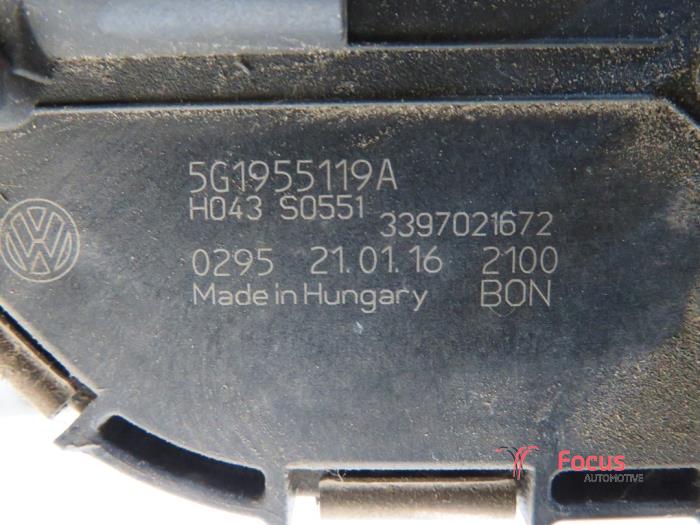 5G1955119A
H043 S0551 3397021672
0295 21.01.16 2100
Made in Hungary BON
Focus
AUTOMOTIVE